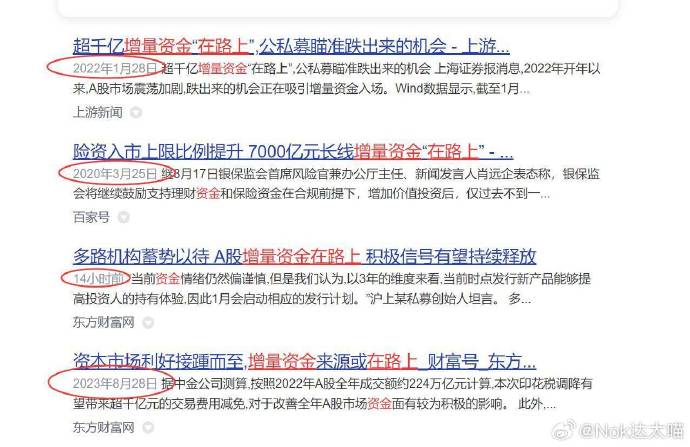 超千亿增量资金“在路上”,公私募瞄准跌出来的机会 - 上游...
2022年1月28日 超千亿增量资金“在路上”,公私募瞄准跌出来的机会 上海证券报消息,2022年开年以
来,A股市场震荡加剧,跌出来的机会正在吸引增量资金入场。Wind数据显示,截至1月...
上游新闻
险资入市上限比例提升 7000亿元长线增量资金“在路上” - ...
2020年3月25日 继8月17日银保监会首席风险官兼办公厅主任、新闻发言人肖远企表态称，银保监
会将继续鼓励支持理财资金和保险资金在合规前提下，增加价值投资后，仅过去不到一...
百家号
多路机构蓄势以待 A股增量资金在路上 积极信号有望持续释放
14小时前 “当前资金情绪仍然偏谨慎,但是我们认为,以3年的维度来看,当前时点发行新产品能够提
高投资人的持有体验,因此1月会启动相应的发行计划。”沪上某私募创始人坦言。 多...
东方财富网
资本市场利好接踵而至,增量资金来源或在路上_财富号_东方...
2023年8月28日 据中金公司测算,按照2022年A股全年成交额约224万亿元计算,本次印花税调降有
望带来超千亿元的交易费用减免,对于改善全年A股市场资金面有较为积极的影响。 此外,...
东方财富网
@Nok达太喵